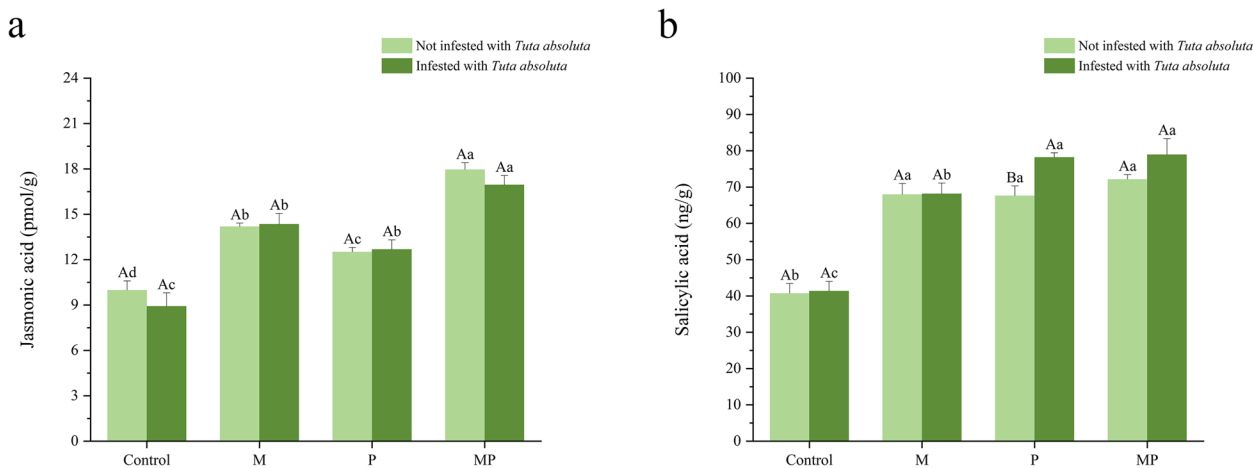 a
Not infested with Tuta absoluta
Infested with Tuta absoluta
24
21
18
15
12
9
6
3
0
Jasmonic acid (pmol/g)
Ad
Ac
Ab
Ab
Ac
Ab
Aa
Aa
Control
M
P
MP
b
Not infested with Tuta absoluta
Infested with Tuta absoluta
100
90
80
70
60
50
40
30
20
10
0
Salicylic acid (ng/g)
Ab
Ac
Aa
Ab
Ba
Aa
Aa
Aa
Control
M
P
MP